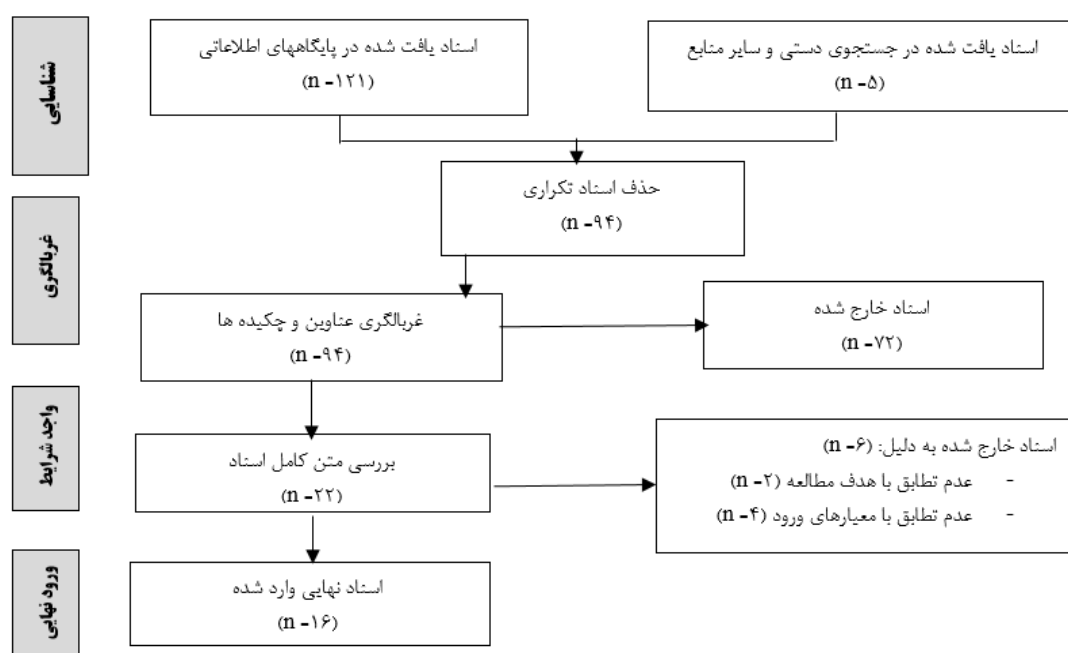 شناسایی
اسناد یافت شده در جستجوی دستی و سایر منابع
(n -۵)
اسناد یافت شده در پایگاههای اطلاعاتی
(n -۱۲۱)
حذف اسناد تکراری
(n -۹۴)
غربالگری
غربالگری عناوین و چکیده ها
(n -۹۴)
اسناد خارج شده
(n -۷۲)
واجد شرایط
بررسی متن کامل اسناد
(n -۲۲)
اسناد خارج شده به دلیل: (n -۶)
- عدم تطابق با هدف مطالعه (n -۲)
- عدم تطابق با معیارهای ورود (n -۴)
ورود نهایی
اسناد نهایی وارد شده
(n -۱۶)